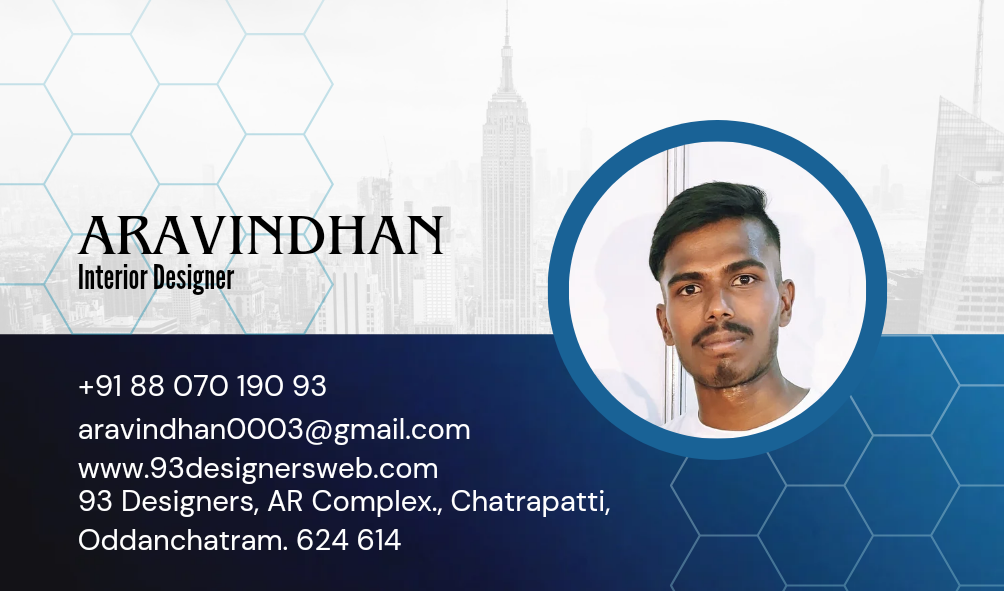 ARAVINDHAN
Interior Designer
+91 88 070 190 93
aravindhan0003@gmail.com
www.93designersweb.com
93 Designers, AR Complex., Chatrapatti,
Oddanchatram. 624 614